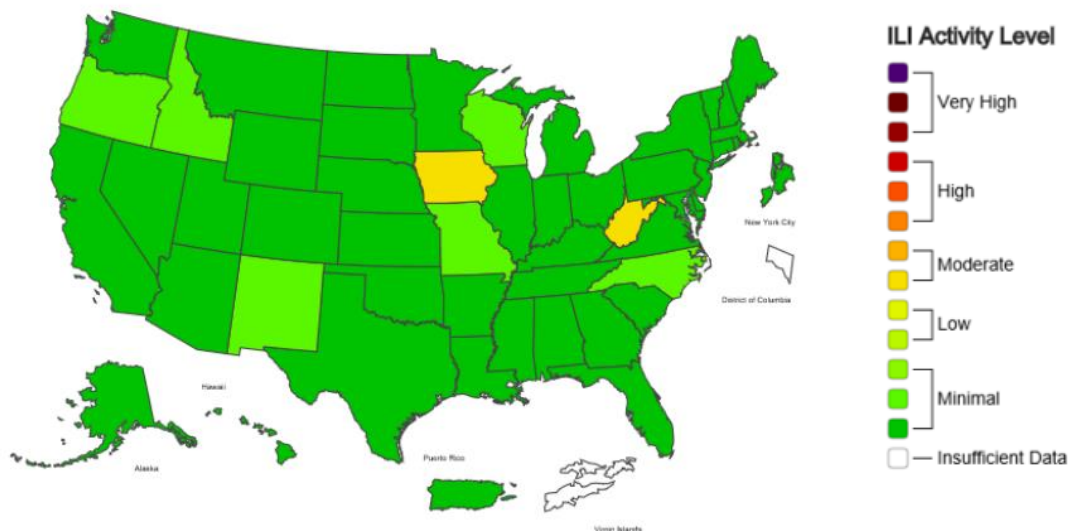 ILI Activity Level
Very High
High
Moderate
Low
Minimal
Insufficient Data
New York City
District of Columbia
Hawaii
Alaska
Puerto Rico
Virgin Islands